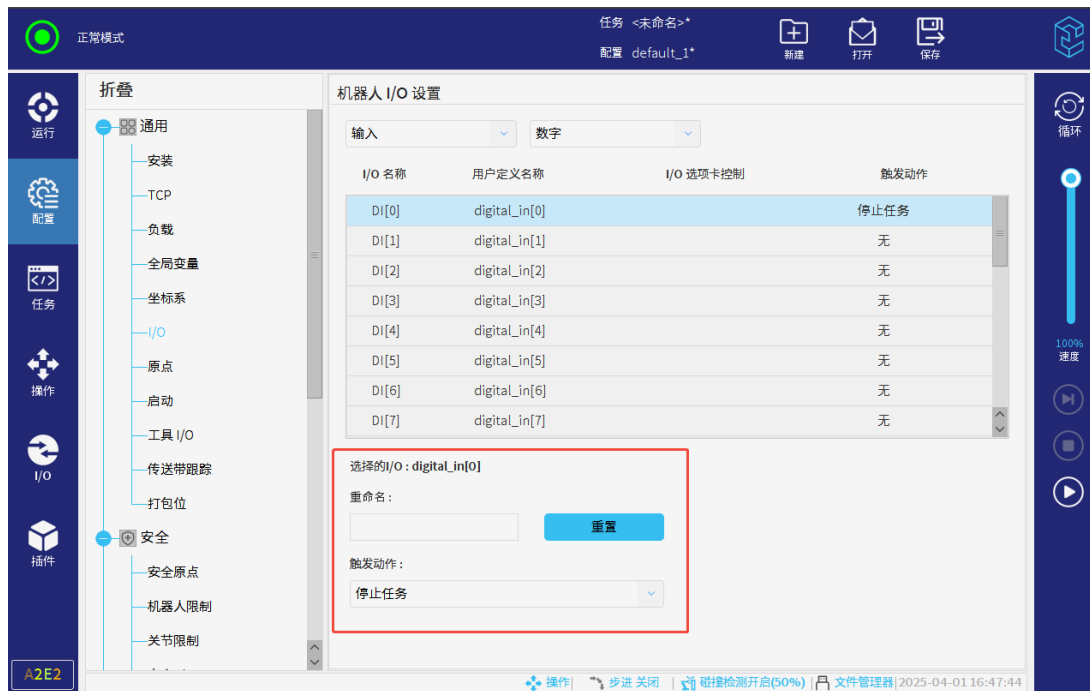 正常模式
任务 <未命名>*
配置 default_1*
新建
打开
保存
运行
配置
任务
操作
I/O
插件
A2E2
折叠
通用
安装
TCP
负载
全局变量
坐标系
I/O
原点
启动
工具 I/O
传送带跟踪
打包位
安全
安全原点
机器人限制
关节限制
机器人 I/O 设置
输入 数字
I/O 名称 用户定义名称 I/O 选项卡控制 触发动作
DI[0] digital_in[0] 停止任务
DI[1] digital_in[1] 无
DI[2] digital_in[2] 无
DI[3] digital_in[3] 无
DI[4] digital_in[4] 无
DI[5] digital_in[5] 无
DI[6] digital_in[6] 无
DI[7] digital_in[7] 无
选择的I/O : digital_in[0]
重命名 :
重置
触发动作 :
停止任务
循环
100%
速度
操作| 步进 关闭 | 碰撞检测开启(50%) | 文件管理器|2025-04-01 16:47:44